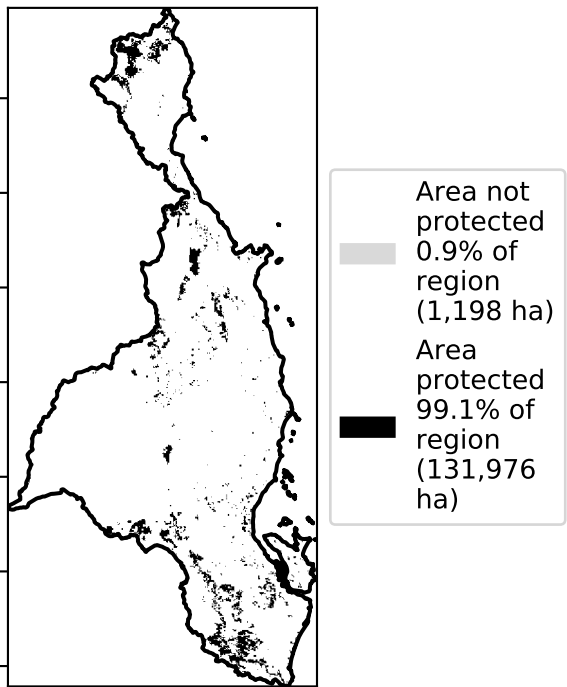 Area not
protected
0.9% of
region
(1,198 ha)
Area
protected
99.1% of
region
(131,976
ha)